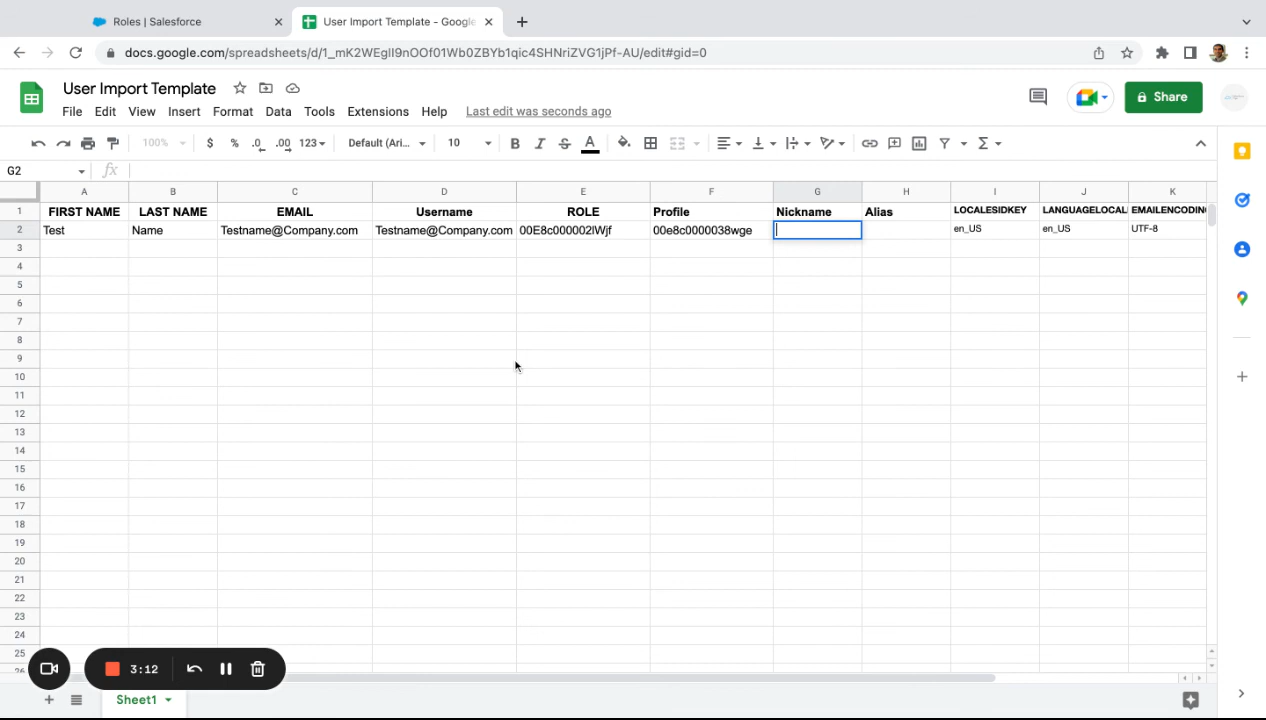 Roles | Salesforce
User Import Template - Google
docs.google.com/spreadsheets/d/1_mK2WEgII9nOOf01Wb0ZBYb1qic4SHNriZVG1jPf-AU/edit#gid=0
User Import Template
File Edit View Insert Format Data Tools Extensions Help Last edit was seconds ago
Share
100% $ % .0 .00 123 Default (Ari... 10 B I S A
G2 fx
A B C D E F G H I J K
1 FIRST NAME LAST NAME EMAIL Username ROLE Profile Nickname Alias LOCALESIDKEY LANGUAGELOCAL EMAILENCODING
2 Test Name Testname@Company.com Testname@Company.com 00E8c000002lWjf 00e8c0000038wge en_US en_US UTF-8
3
4
5
6
7
8
9
10
11
12
13
14
15
16
17
18
19
20
21
22
23
24
25
26
3:12
Sheet1